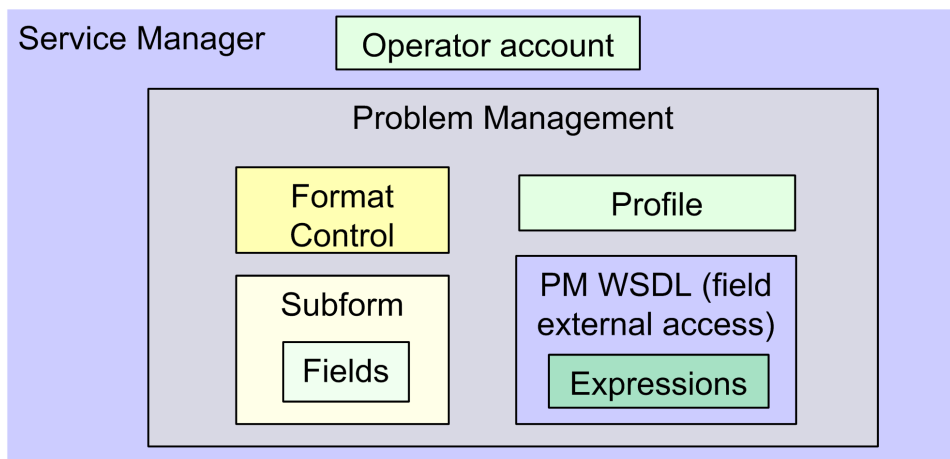 Service Manager
Operator account
Problem Management
Format
Control
Profile
Subform
Fields
PM WSDL (field
external access)
Expressions